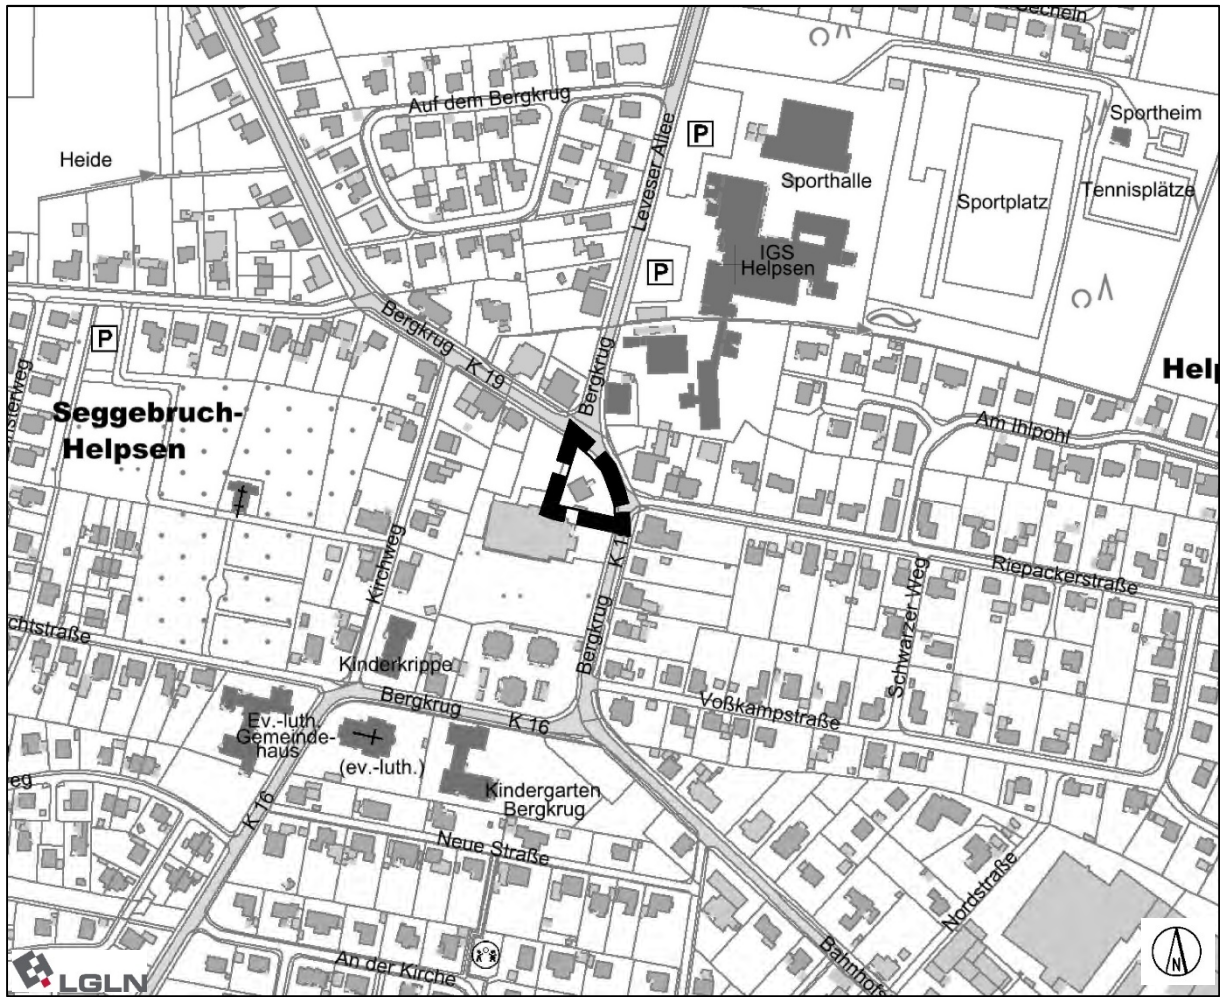 Auf dem Bergkrug
Leveser Allee
P
Sportheim
Heide
Sporthalle
Sportplatz
Tennisplätze
IGS
Helpsen
P
Bergkrug
K 19
Bergkrug
P
Seggebruch-
Helpsen
Am Ihlpohl
Kirchweg
Riepackerstraße
Schwarzer Weg
Bergkrug
Kinderkrippe
Bergkrug
K 16
Voßkampstraße
Ev.-luth.
Gemeinde-
haus
(ev.-luth.)
Kindergarten
Bergkrug
K 16
Neue Straße
Nordstraße
An der Kirche
LGLN
N